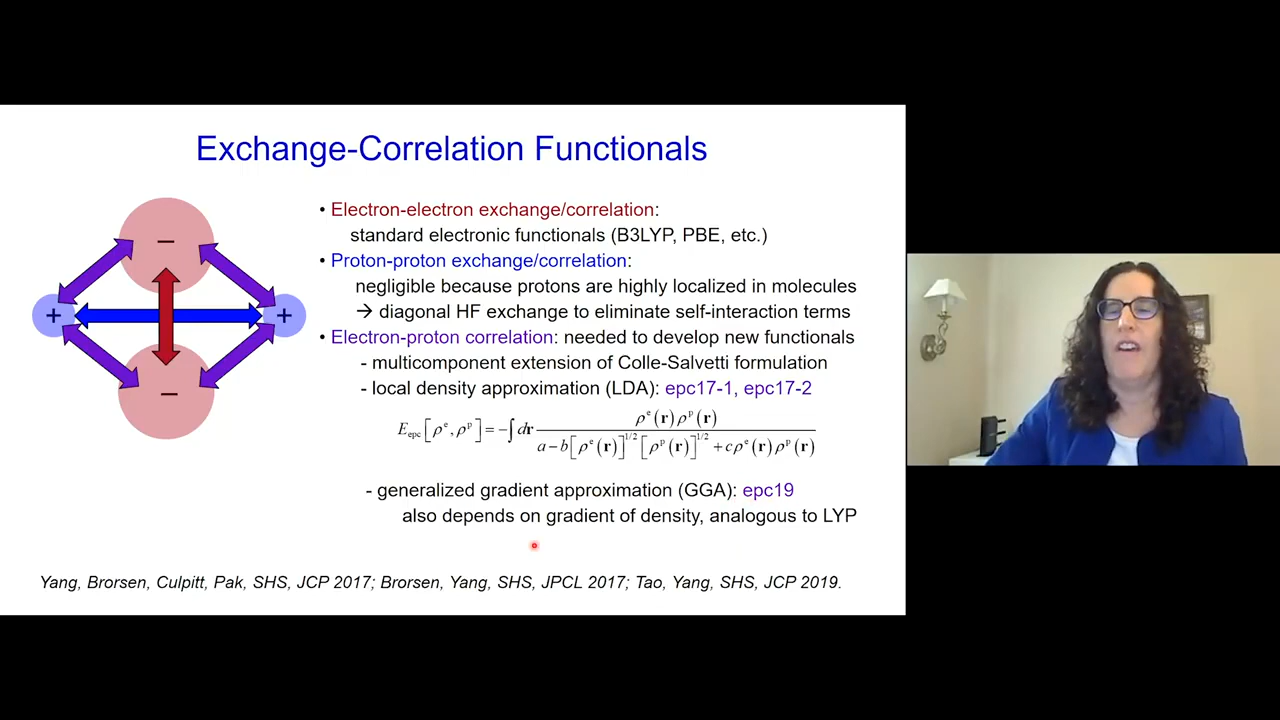 Exchange-Correlation Functionals
• Electron-electron exchange/correlation:
standard electronic functionals (B3LYP, PBE, etc.)
• Proton-proton exchange/correlation:
negligible because protons are highly localized in molecules
→ diagonal HF exchange to eliminate self-interaction terms
• Electron-proton correlation: needed to develop new functionals
- multicomponent extension of Colle-Salvetti formulation
- local density approximation (LDA): epc17-1, epc17-2
E_epc[ρ^e, ρ^p] = −∫dr ρ^e(r)ρ^p(r) / (a − b[ρ^e(r)]^1/2 [ρ^p(r)]^1/2 + cρ^e(r)ρ^p(r))
- generalized gradient approximation (GGA): epc19
also depends on gradient of density, analogous to LYP
Yang, Brorsen, Culpitt, Pak, SHS, JCP 2017; Brorsen, Yang, SHS, JPCL 2017; Tao, Yang, SHS, JCP 2019.
−
+ +
−